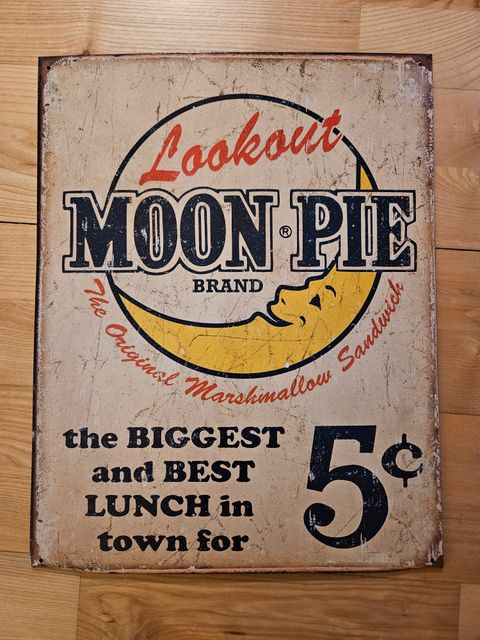 Lookout
MOON·PIE
®
BRAND
The Original Marshmallow Sandwich
the BIGGEST
and BEST
LUNCH in
town for
5¢